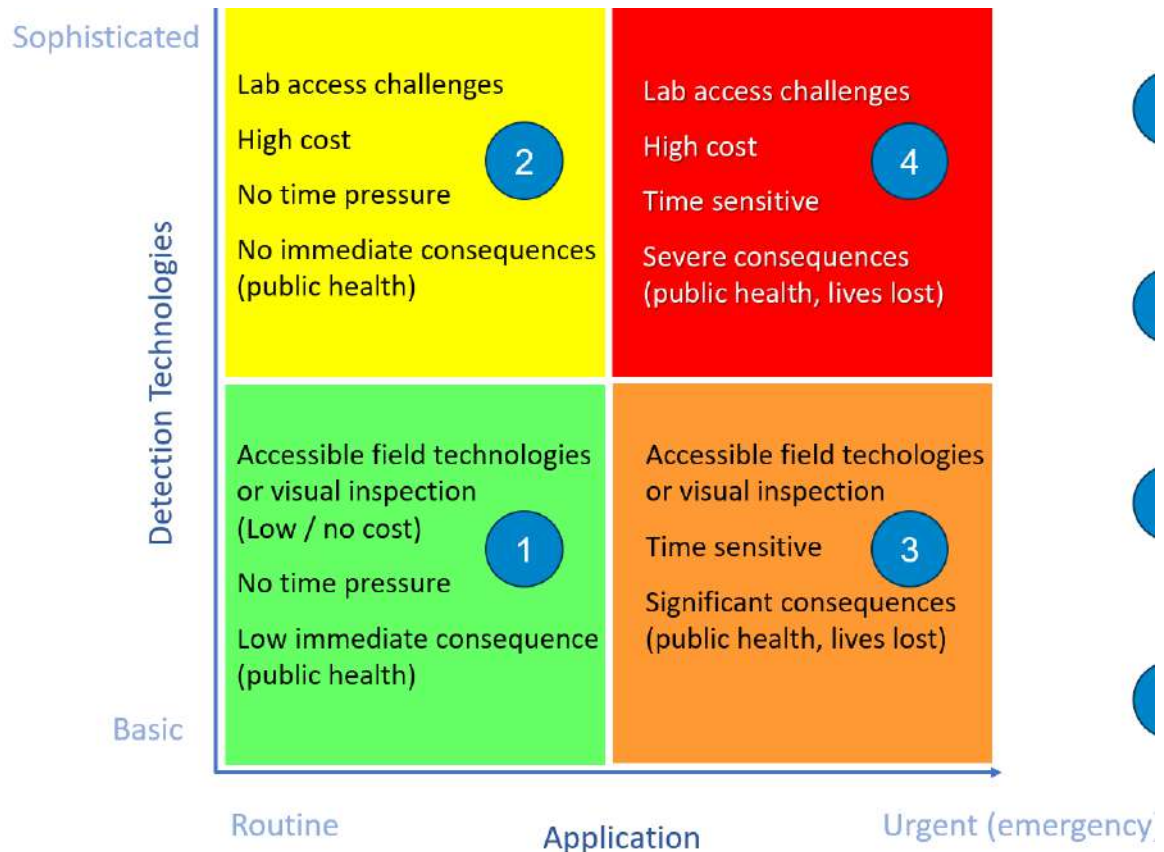 Sophisticated
Lab access challenges
High cost
2
No time pressure
No immediate consequences
(public health)
Lab access challenges
High cost
4
Time sensitive
Severe consequences
(public health, lives lost)
Detection Technologies
Accessible field technologies
or visual inspection
(Low / no cost)
1
No time pressure
Low immediate consequence
(public health)
Accessible field techologies
or visual inspection
Time sensitive
3
Significant consequences
(public health, lives lost)
Basic
Routine
Application
Urgent (emergency)